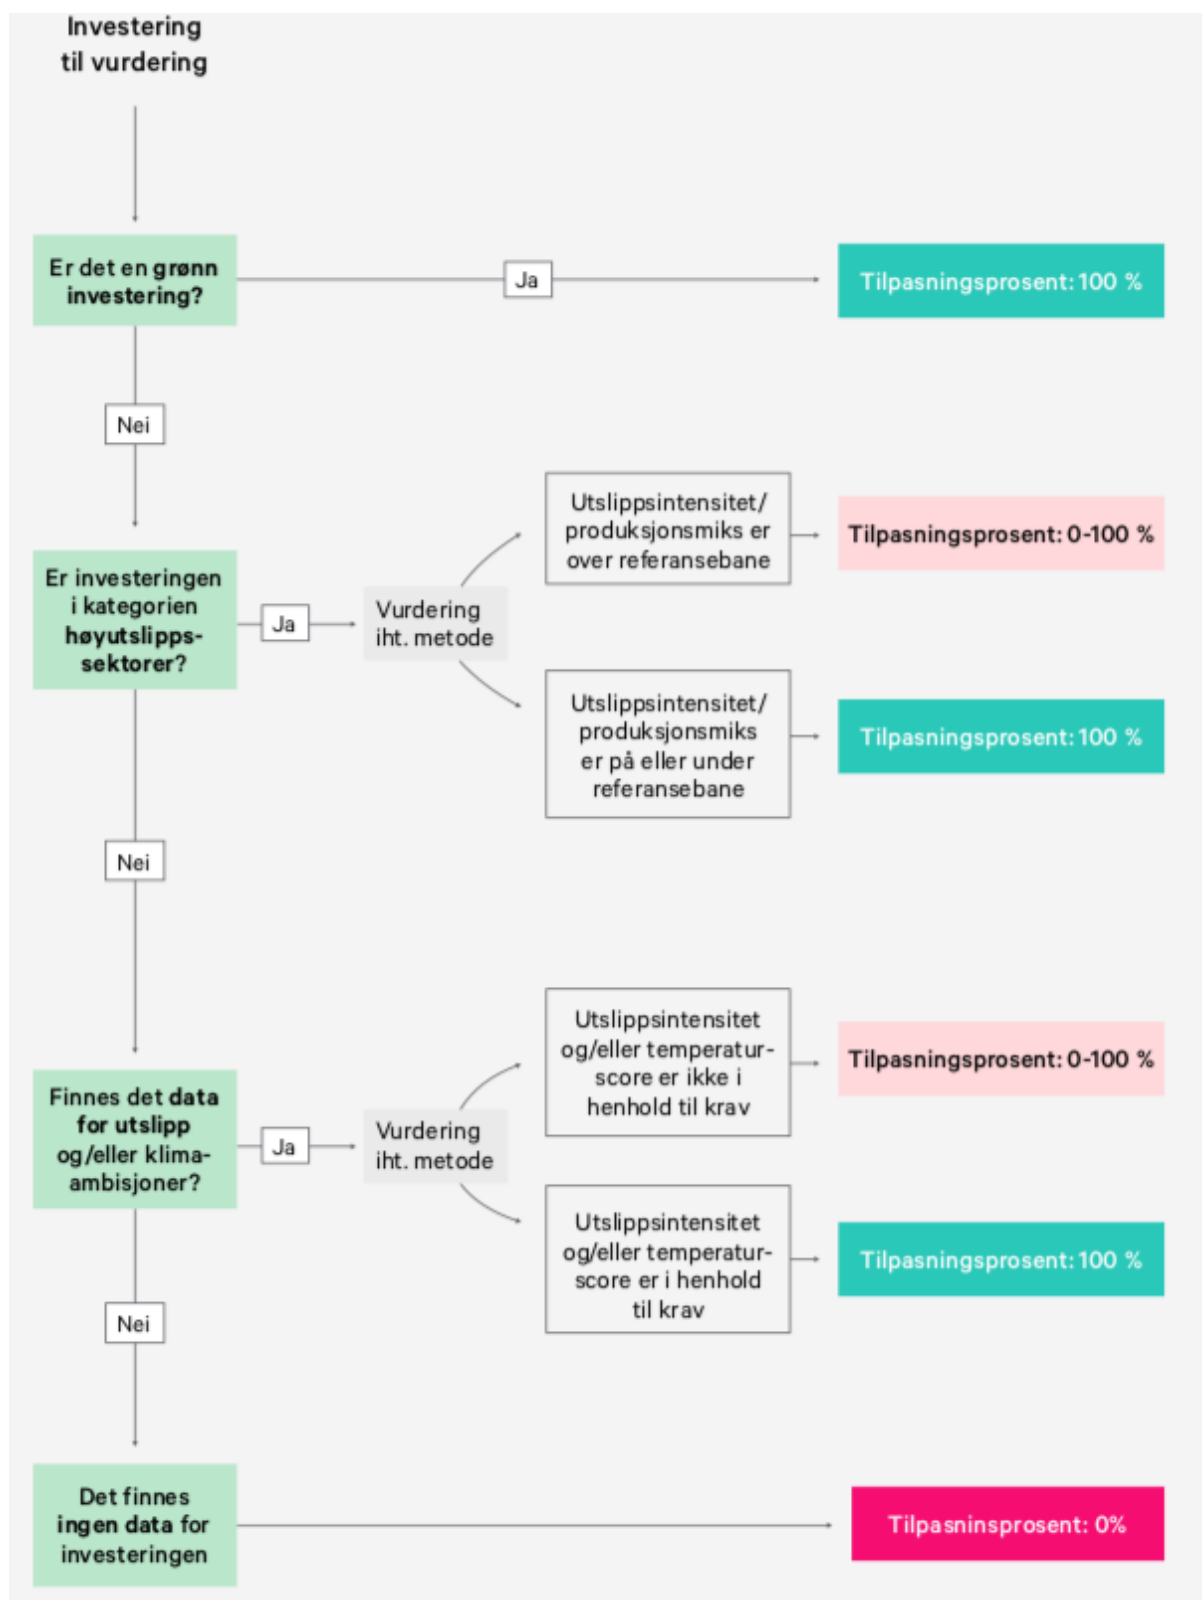 Investering
til vurdering
Er det en grønn
investering?
Ja
Tilpasningsprosent: 100 %
Nei
Er investeringen
i kategorien
høyutslipps-
sektorer?
Ja
Vurdering
iht. metode
Utslippsintensitet/
produksjonsmiks er
over referansebane
Tilpasningsprosent: 0-100 %
Utslippsintensitet/
produksjonsmiks
er på eller under
referansebane
Tilpasningsprosent: 100 %
Nei
Finnes det data
for utslipp
og/eller klima-
ambisjoner?
Ja
Vurdering
iht. metode
Utslippsintensitet
og/eller temperatur-
score er ikke i
henhold til krav
Tilpasningsprosent: 0-100 %
Utslippsintensitet
og/eller temperatur-
score er i henhold
til krav
Tilpasningsprosent: 100 %
Nei
Det finnes
ingen data for
investeringen
Tilpasninsprosent: 0%